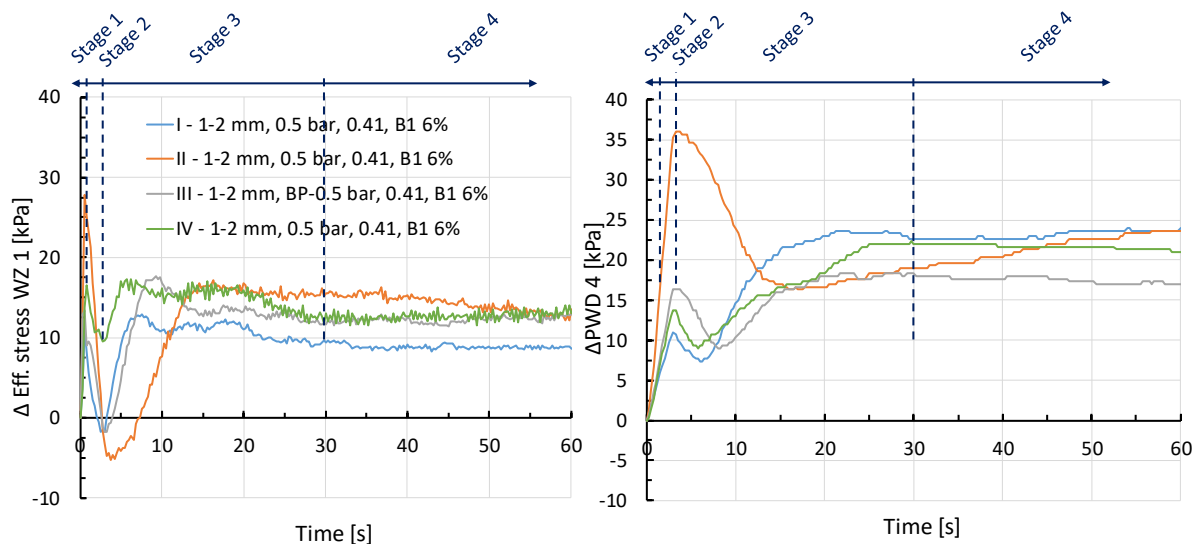 Stage 1
Stage 2
Stage 3
Stage 4
40
30
20
10
0
-10
0
10
20
30
40
50
60
Δ Eff. stress WZ 1 [kPa]
Time [s]
I - 1-2 mm, 0.5 bar, 0.41, B1 6%
II - 1-2 mm, 0.5 bar, 0.41, B1 6%
III - 1-2 mm, BP-0.5 bar, 0.41, B1 6%
IV - 1-2 mm, 0.5 bar, 0.41, B1 6%
Stage 1
Stage 2
Stage 3
Stage 4
40
35
30
25
20
15
10
5
0
-5
-10
0
10
20
30
40
50
60
ΔPWD 4 [kPa]
Time [s]